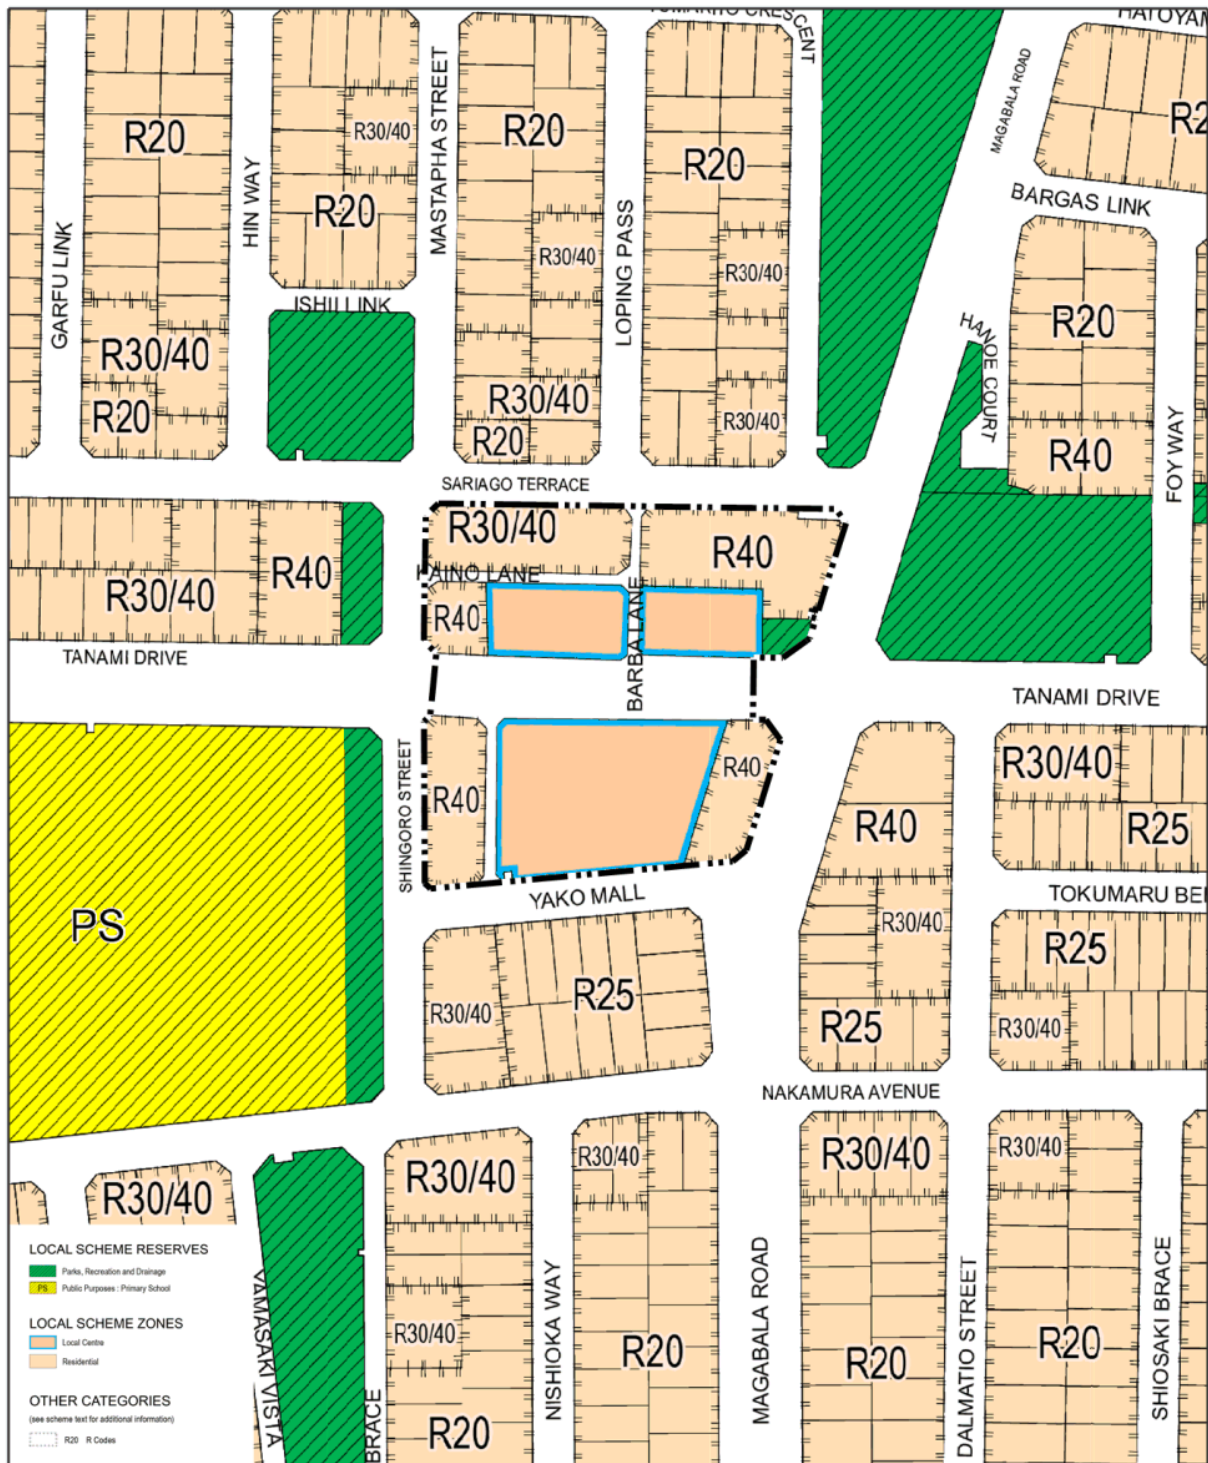 HATOYAM
MAGABALA ROAD
R20
R30/40
R20
R20
R20
MASTAPHA STREET
HIN WAY
GARFU LINK
LOPING PASS
R30/40
R30/40
BARGAS LINK
ISHII LINK
R20
HANOE COURT
R30/40
R20
R30/40
R20
R30/40
R40
FOY WAY
SARIAGO TERRACE
R30/40
R40
R30/40
R40
KAINO LANE
R40
BARBA LANE
TANAMI DRIVE
TANAMI DRIVE
SHINGORO STREET
R40
R40
R40
R30/40
R25
PS
YAKO MALL
TOKUMARU BE
R30/40
R25
R30/40
R25
R25
R30/40
NAKAMURA AVENUE
R30/40
R30/40
R30/40
R30/40
R30/40
YAMASAKI VISTA
BRACE
NISHIOKA WAY
MAGABALA ROAD
DALMATIO STREET
SHIOSAKI BRACE
R30/40
R20
R20
R20
R20
LOCAL SCHEME RESERVES
Parks, Recreation and Drainage
PS Public Purposes : Primary School
LOCAL SCHEME ZONES
Local Centre
Residential
OTHER CATEGORIES
(see scheme text for additional information)
R20 R Codes